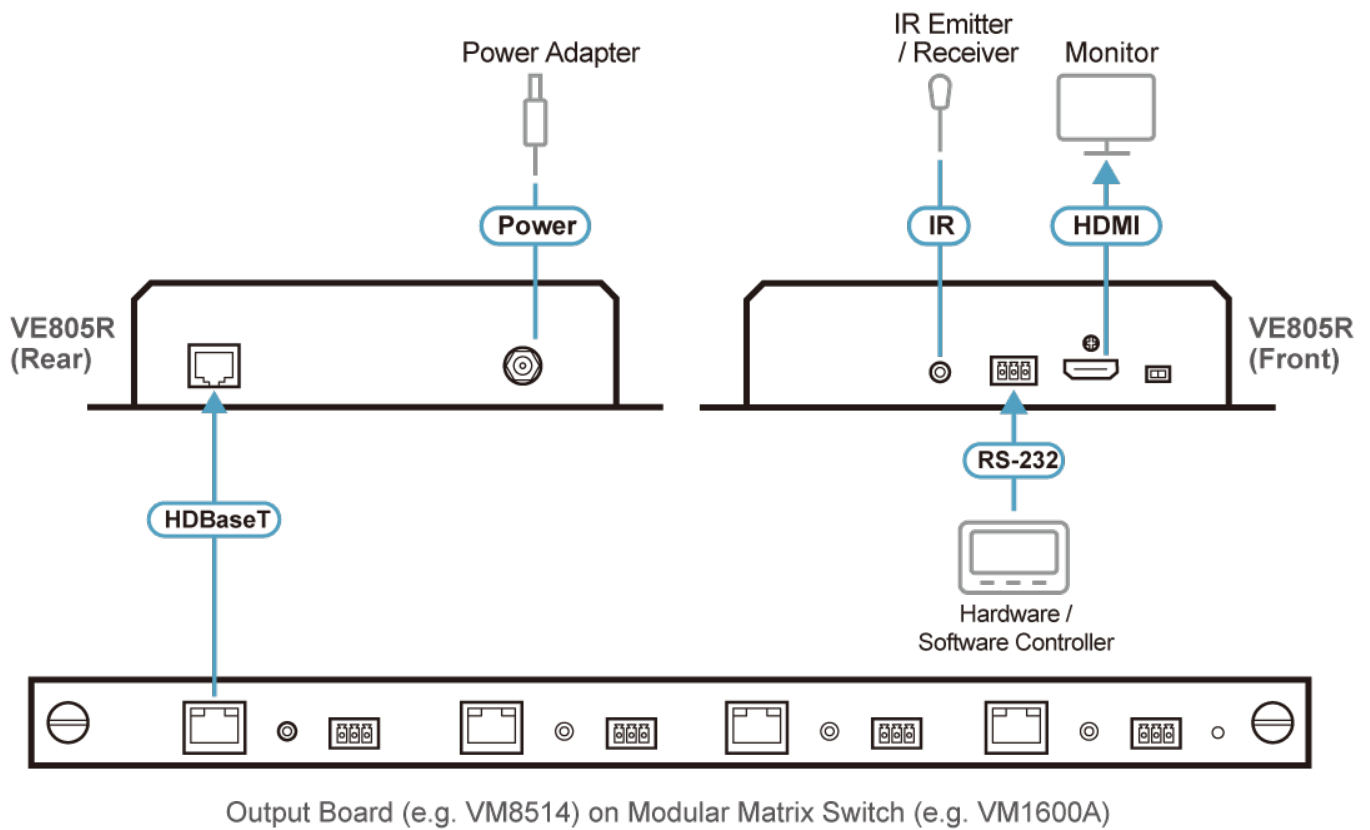 IR Emitter
/ Receiver
Power Adapter
Monitor
Power
IR
HDMI
VE805R
(Rear)
VE805R
(Front)
RS-232
HDBaseT
Hardware /
Software Controller
Output Board (e.g. VM8514) on Modular Matrix Switch (e.g. VM1600A)